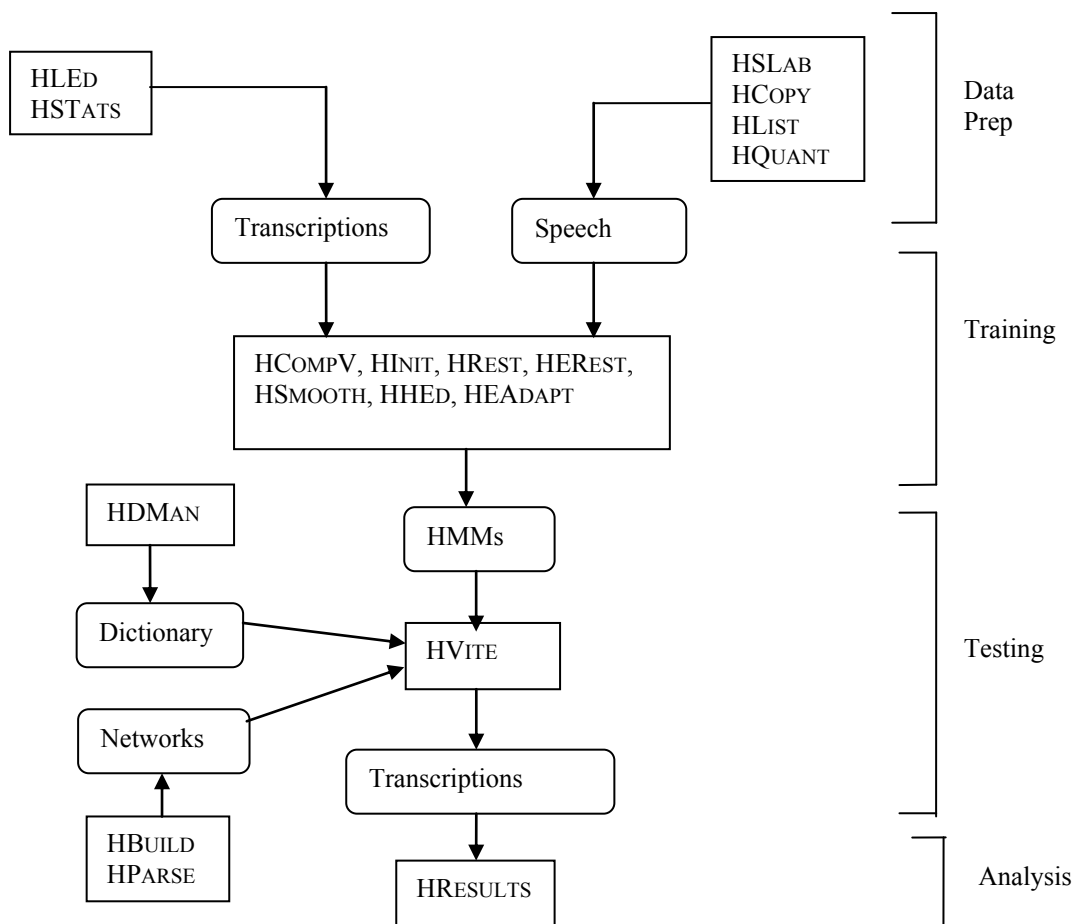 HLED
HSTATS
HSLAB
HCOPY
HLIST
HQUANT
Data
Prep
Transcriptions
Speech
Training
HCOMPV, HINIT, HREST, HEREST,
HSMOOTH, HHED, HEADAPT
HDMAN
HMMs
Dictionary
HVITE
Testing
Networks
Transcriptions
HBUILD
HPARSE
HRESULTS
Analysis